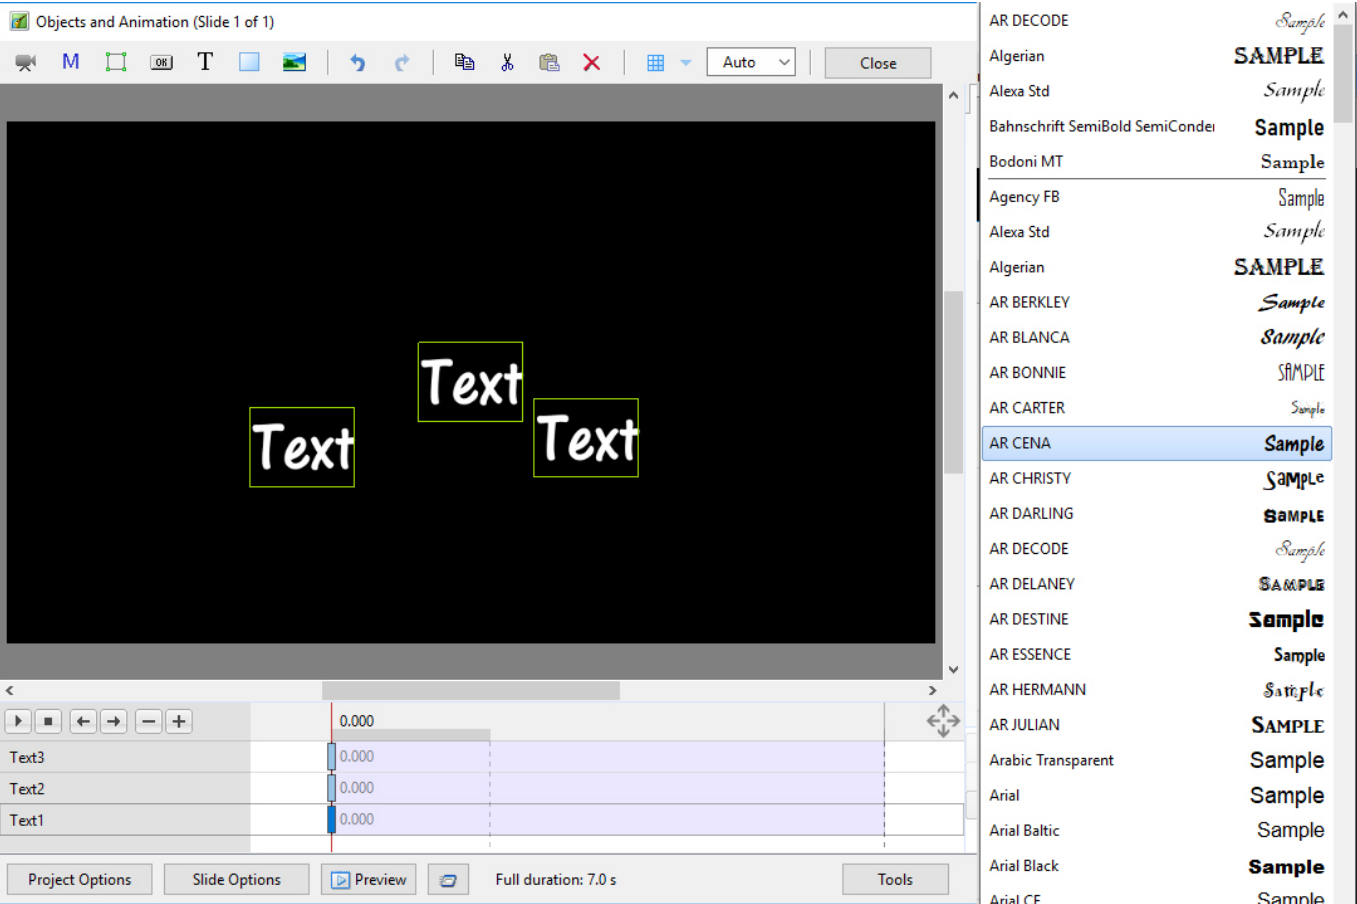 Objects and Animation (Slide 1 of 1)
M OK T Auto Close
Text
Text
Text
0.000
Text3 0.000
Text2 0.000
Text1 0.000
Project Options Slide Options Preview Full duration: 7.0 s Tools
AR DECODE Sample
Algerian SAMPLE
Alexa Std Sample
Bahnschrift SemiBold SemiConder Sample
Bodoni MT Sample
Agency FB Sample
Alexa Std Sample
Algerian SAMPLE
AR BERKLEY Sample
AR BLANCA Sample
AR BONNIE SAMPLE
AR CARTER Sample
AR CENA Sample
AR CHRISTY SaMpLe
AR DARLING SaMPLE
AR DECODE Sample
AR DELANEY SAMPLE
AR DESTINE Sample
AR ESSENCE Sample
AR HERMANN Sample
AR JULIAN SAMPLE
Arabic Transparent Sample
Arial Sample
Arial Baltic Sample
Arial Black Sample
Arial CE Sample